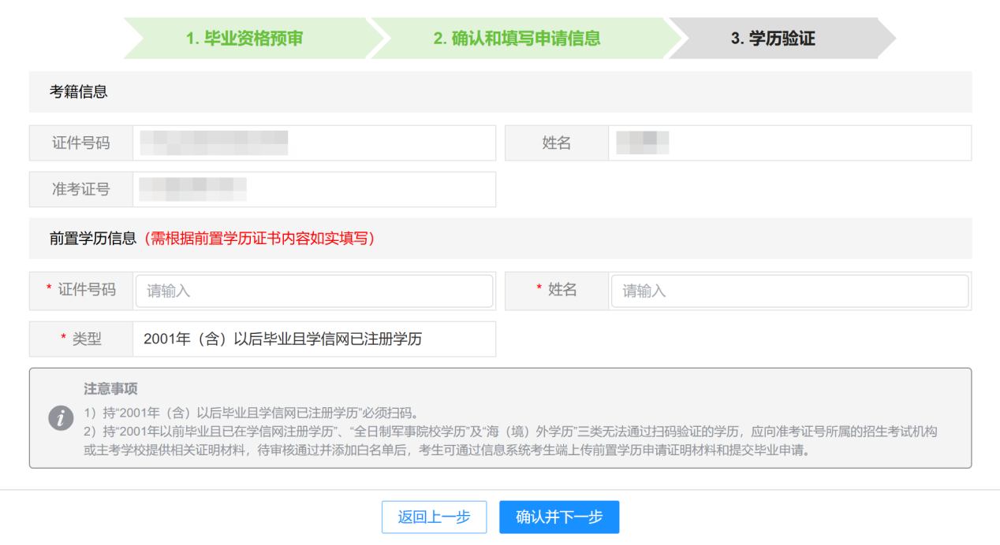 1. 毕业资格预审
2. 确认和填写申请信息
3. 学历验证
考籍信息
证件号码
姓名
准考证号
前置学历信息（需根据前置学历证书内容如实填写）
* 证件号码 请输入
* 姓名 请输入
* 类型 2001年（含）以后毕业且学信网已注册学历
注意事项
1）持“2001年（含）以后毕业且学信网已注册学历”必须扫码。
2）持“2001年以前毕业且已在学信网注册学历”、“全日制军事院校学历”及“海（境）外学历”三类无法通过扫码验证的学历，应向准考证号所属的招生考试机构
或主考学校提供相关证明材料，待审核通过并添加白名单后，考生可通过信息系统考生端上传前置学历申请证明材料和提交毕业申请。
返回上一步
确认并下一步